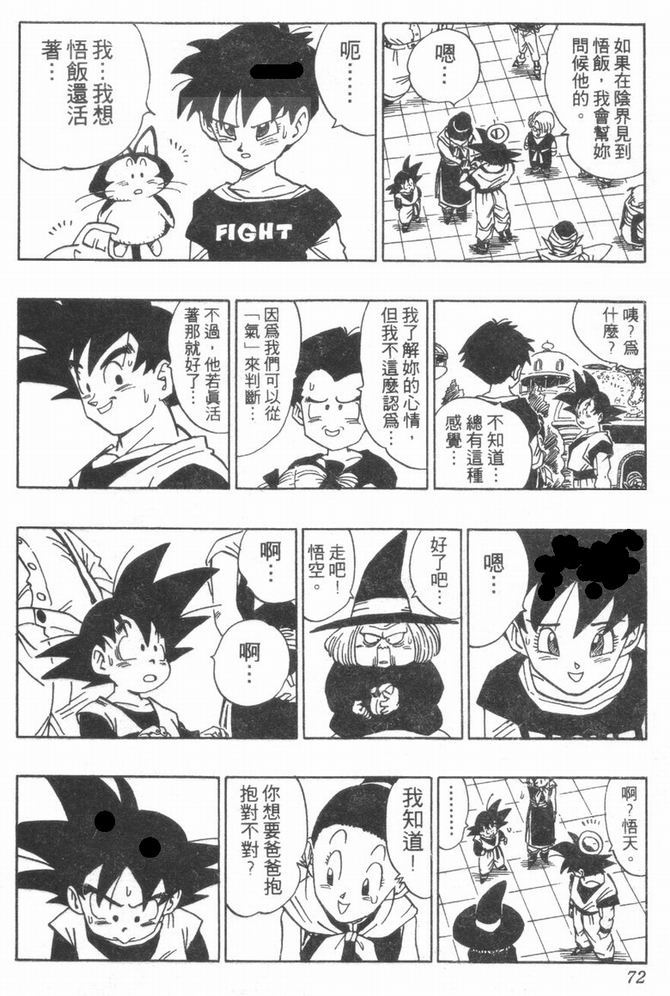 如果在陰界見到
悟飯，我會幫妳
問候他的。
嗯…
呃……
我…我想
悟飯還活
著…
FIGHT
咦？爲
什麼？
不知道…
總有這種
感覺…
我了解妳的心情，
但我不這麼認爲…
因爲我們可以從
「氣」來判斷…
不過，他若眞活
著那就好了…
嗯…
好了吧…
走吧！
悟空。
啊…
啊…
啊？悟天。
………
我知道！
你想要爸爸抱
抱對不對？
72